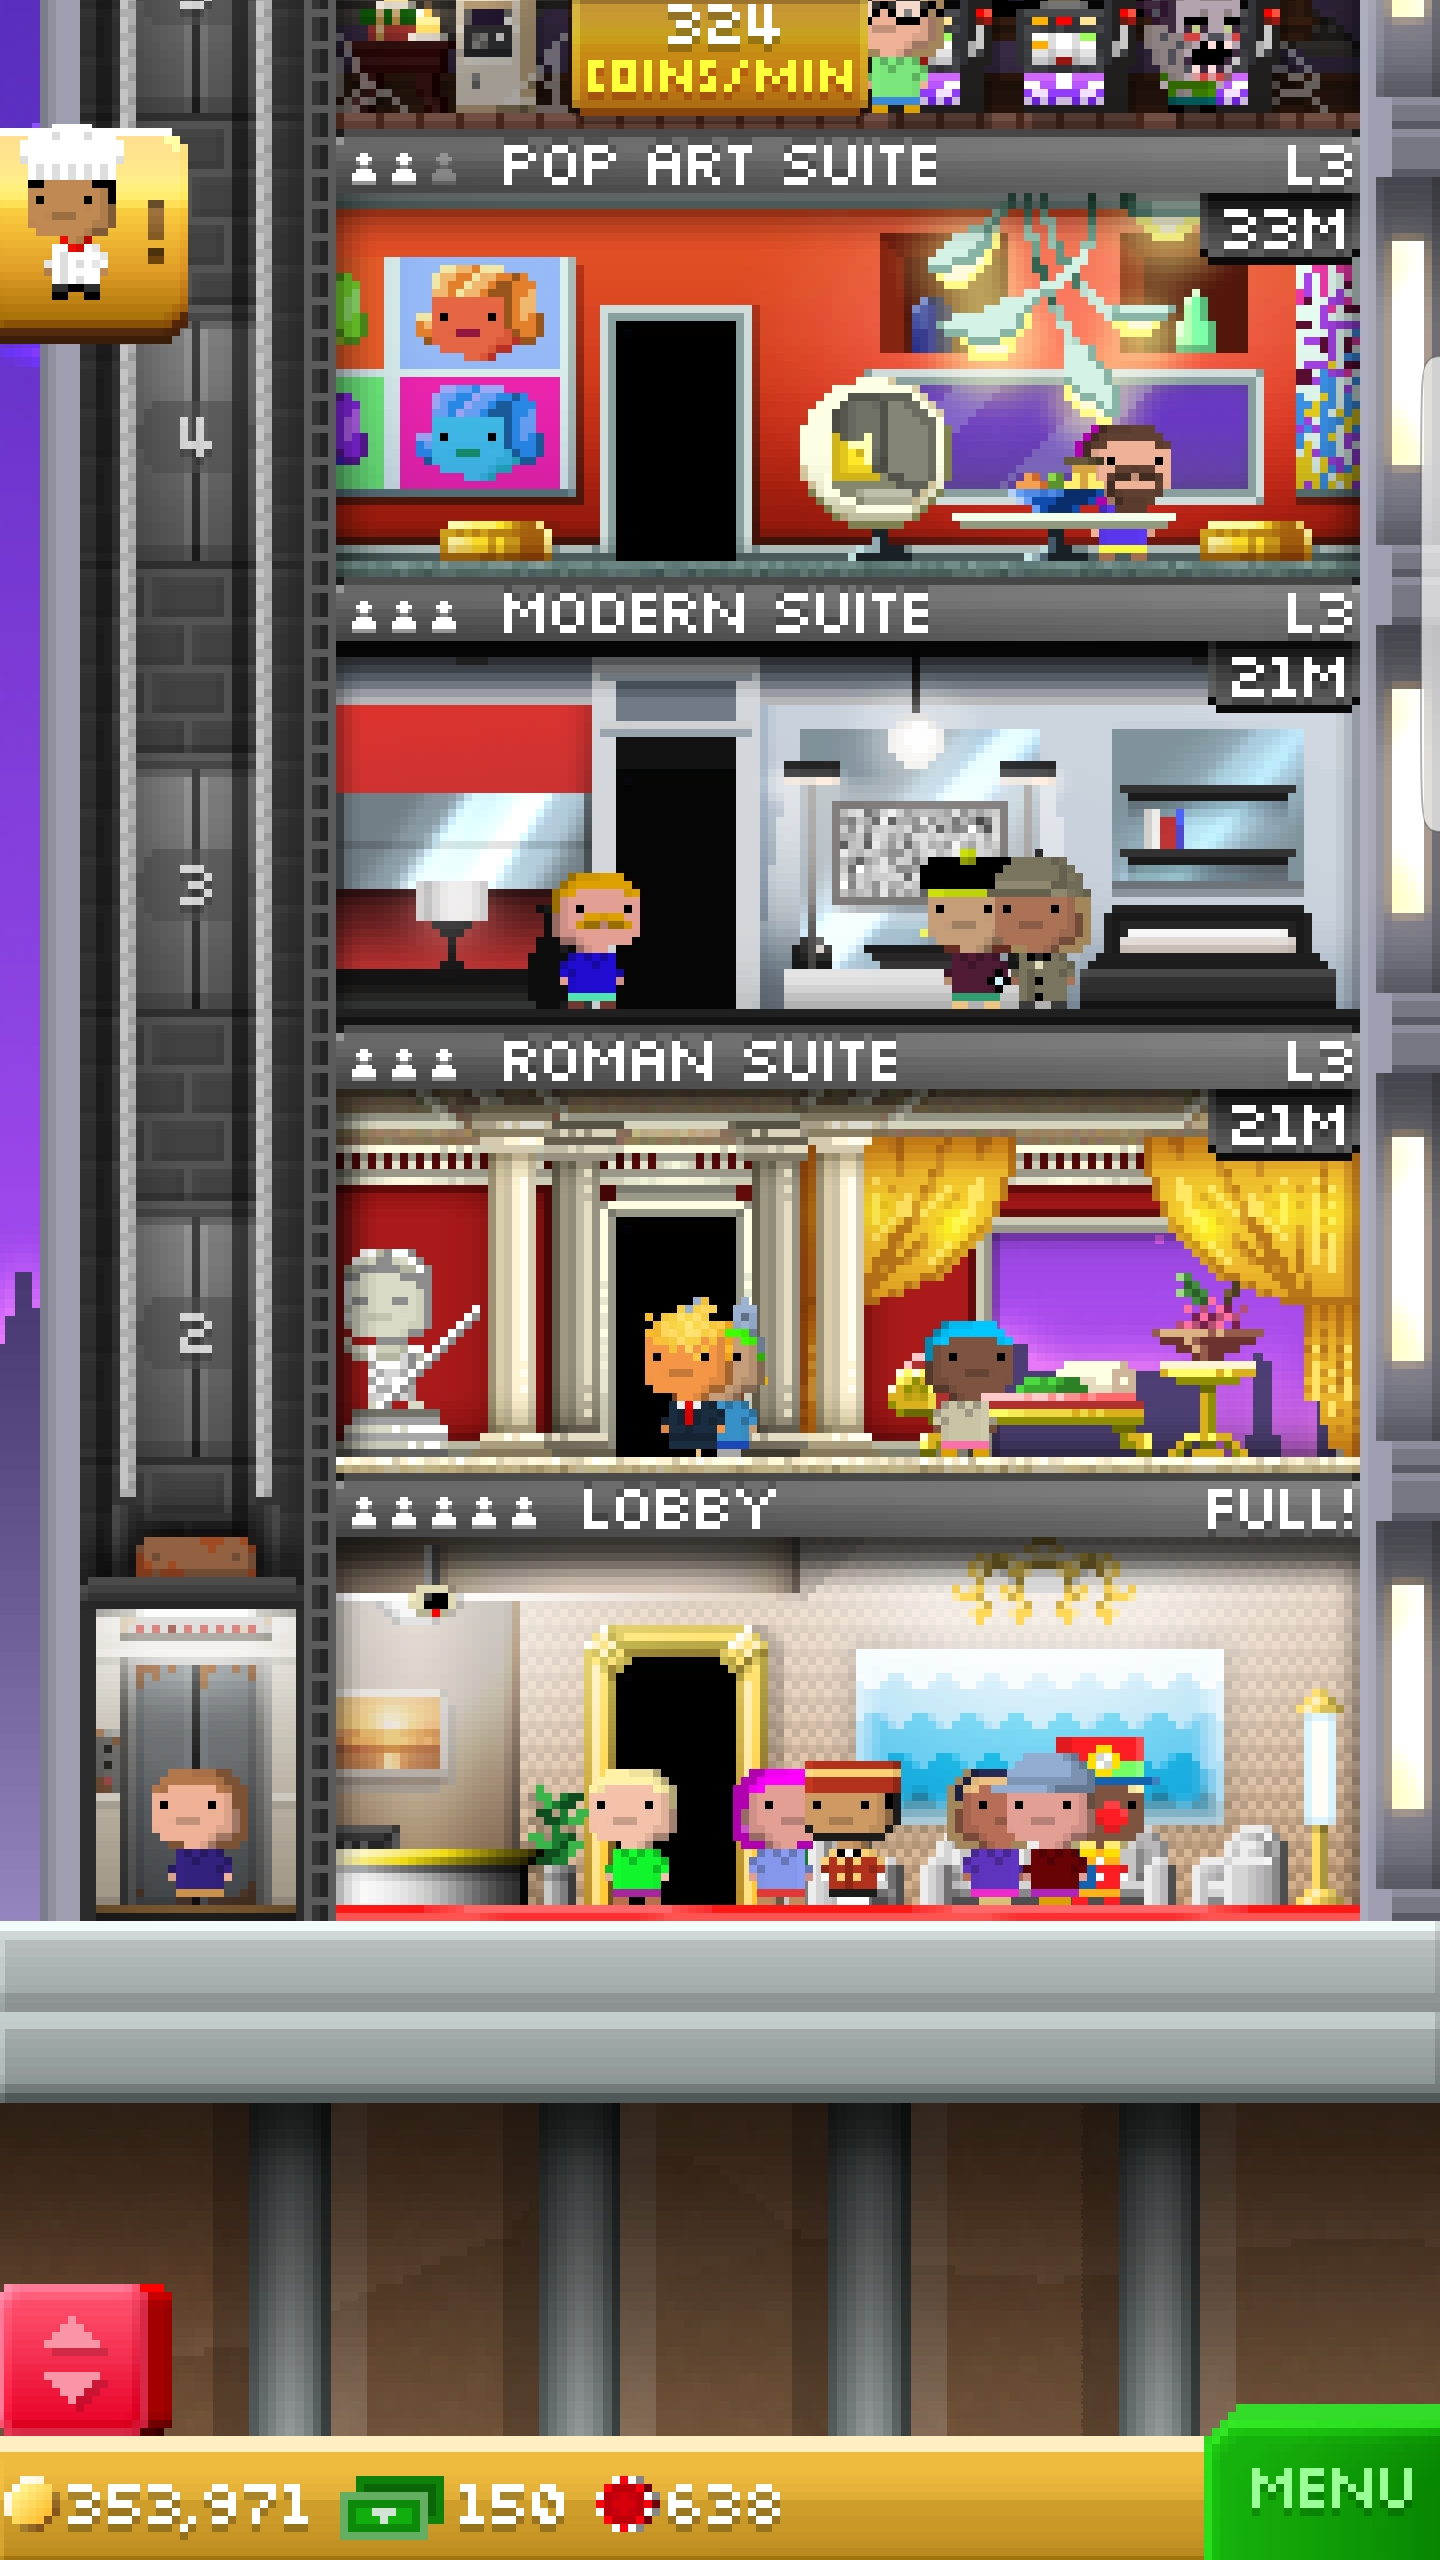 324
COINS/MIN
!
POP ART SUITE L3
33M
4
MODERN SUITE L3
21M
3
ROMAN SUITE L3
21M
2
LOBBY FULL!
353,971 150 638
MENU